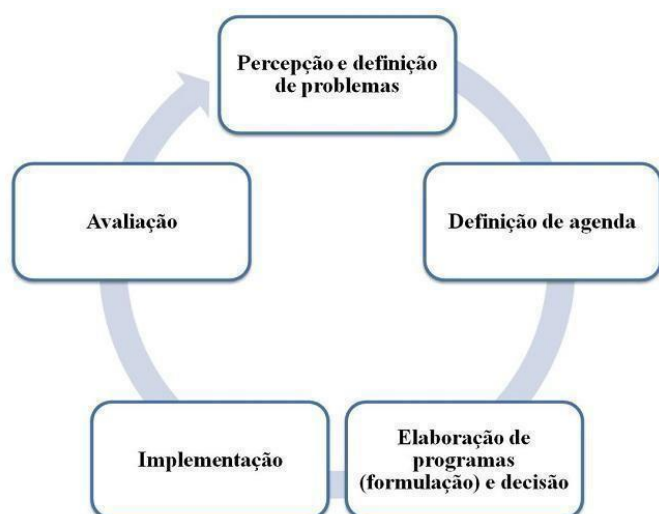 Percepção e definição
de problemas
Definição de agenda
Elaboração de
programas
(formulação) e decisão
Implementação
Avaliação